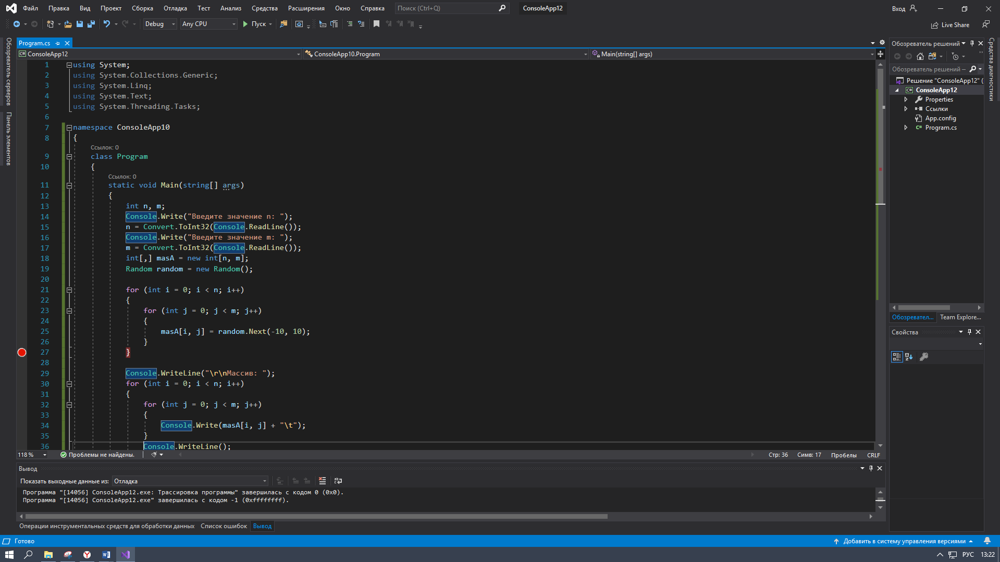 Файл Правка Вид Проект Сборка Отладка Тест Анализ Средства Расширения Окно Справка Поиск (Ctrl+Q) ConsoleApp12 Вход
Debug Any CPU Пуск Live Share
Обозреватель серверов
Панель элементов
Program.cs
ConsoleApp12 ConsoleApp10.Program Main(string[] args)
1 using System;
2 using System.Collections.Generic;
3 using System.Linq;
4 using System.Text;
5 using System.Threading.Tasks;
6
7 namespace ConsoleApp10
8 {
Ссылок: 0
9 class Program
10 {
Ссылок: 0
11 static void Main(string[] args)
12 {
13 int n, m;
14 Console.Write("Введите значение n: ");
15 n = Convert.ToInt32(Console.ReadLine());
16 Console.Write("Введите значение m: ");
17 m = Convert.ToInt32(Console.ReadLine());
18 int[,] masA = new int[n, m];
19 Random random = new Random();
20
21 for (int i = 0; i < n; i++)
22 {
23 for (int j = 0; j < m; j++)
24 {
25 masA[i, j] = random.Next(-10, 10);
26 }
27 }
28
29 Console.WriteLine("\r\nМассив: ");
30 for (int i = 0; i < n; i++)
31 {
32 for (int j = 0; j < m; j++)
33 {
34 Console.Write(masA[i, j] + "\t");
35 }
36 Console.WriteLine();
118 % Проблемы не найдены. Стр: 36 Симв: 17 Пробелы CRLF
Вывод
Показать выходные данные из: Отладка
Программа "[14056] ConsoleApp12.exe: Трассировка программы" завершилась с кодом 0 (0x0).
Программа "[14056] ConsoleApp12.exe" завершилась с кодом -1 (0xffffffff).
Операции инструментальных средств для обработки данных Список ошибок Вывод
Обозреватель решений
Обозреватель решений –
Решение "ConsoleApp12" (
ConsoleApp12
Properties
Ссылки
App.config
Program.cs
Обозревател... Team Explore...
Свойства
Средства диагностики
Готово Добавить в систему управления версиями
РУС 13:22